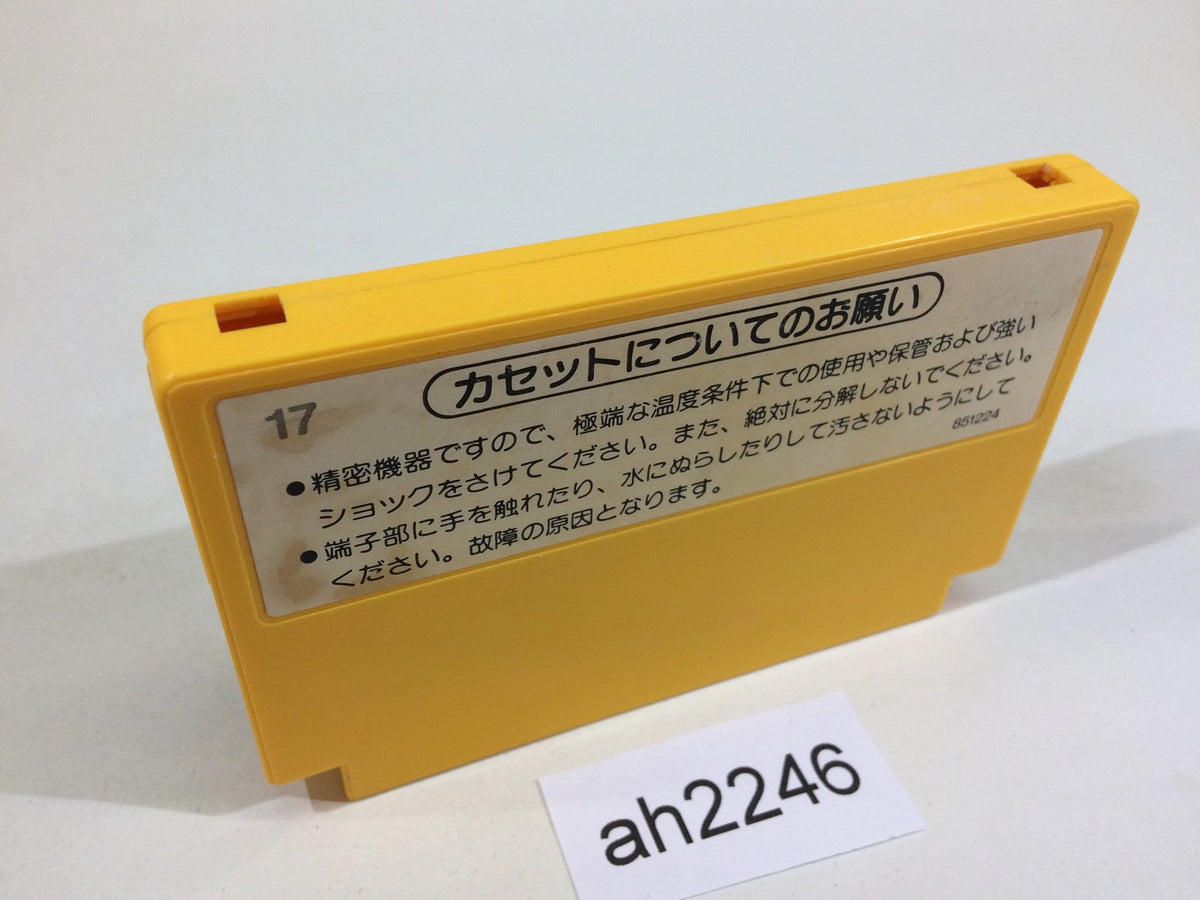 カセットについてのお願い
17
●精密機器ですので、極端な温度条件下での使用や保管および強い
ショックをさけてください。また、絶対に分解しないでください。
●端子部に手を触れたり、水にぬらしたりして汚さないようにして
ください。故障の原因となります。
851224
ah2246